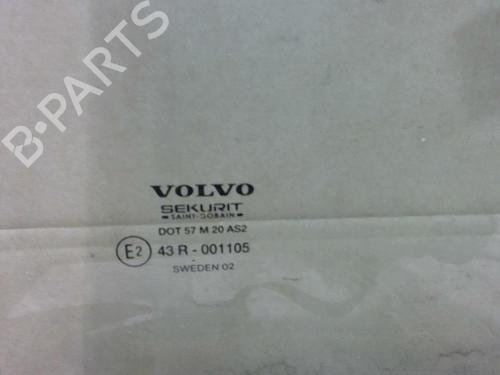 B-PARTS
VOLVO
SEKURIT
SAINT-GOBAIN
DOT 57 M 20 AS2
E2 43 R - 001105
SWEDEN 02